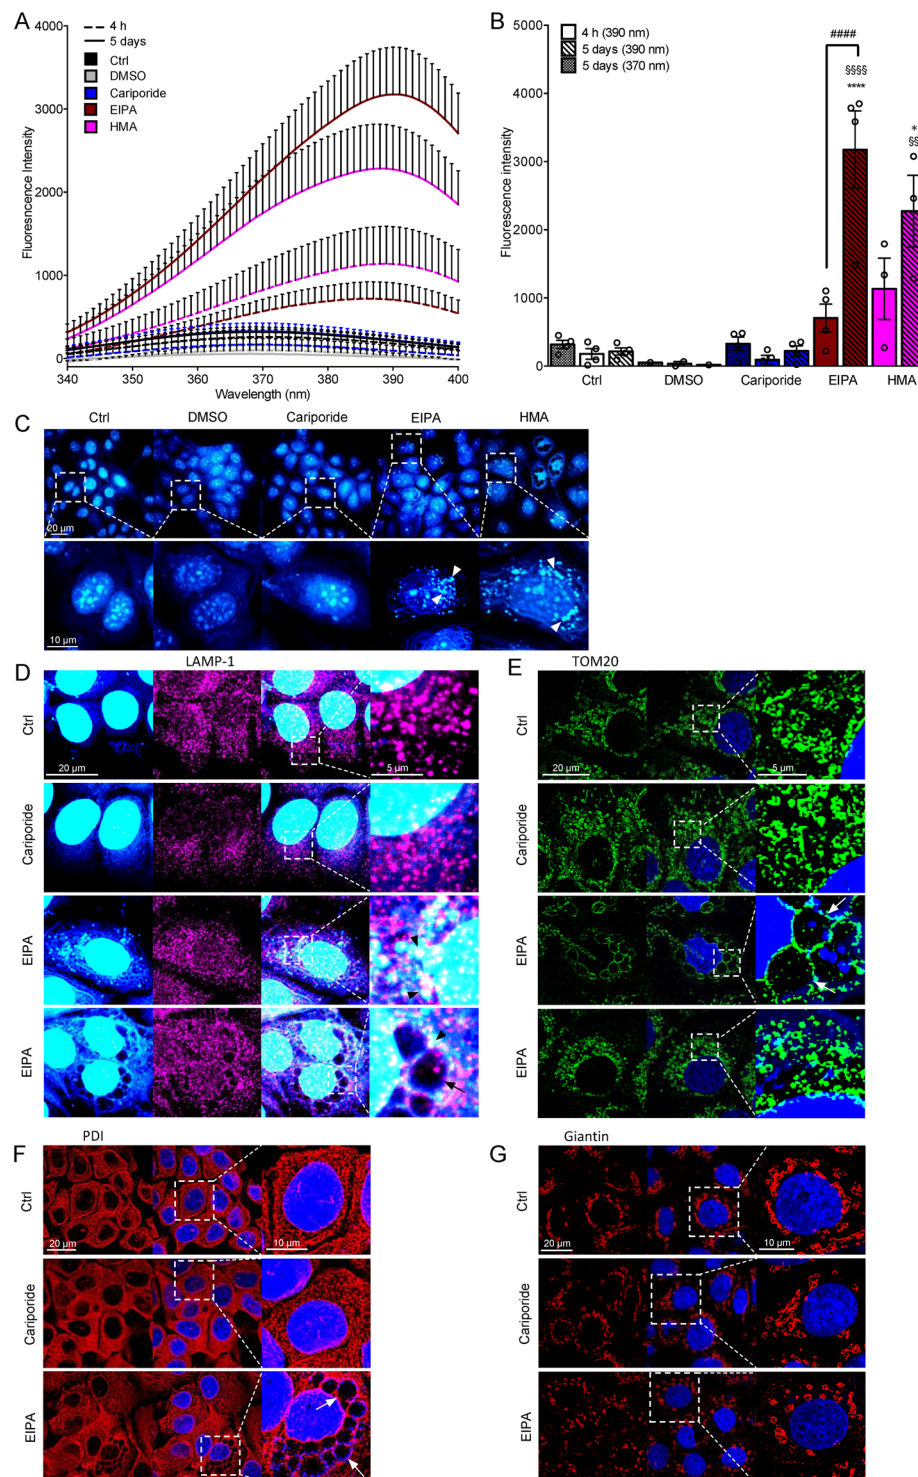 A
4000
3000
2000
1000
0
340
350
360
370
380
390
400
Fluoresncence Intensity
Wavelength (nm)
4 h
5 days
Ctrl
DMSO
Cariporide
EIPA
HMA
B
5000
4000
3000
2000
1000
0
Fluorescence intensity
4 h (390 nm)
5 days (390 nm)
5 days (370 nm)
####
§§§§
****
*
§§
Ctrl
DMSO
Cariporide
EIPA
HMA
C
Ctrl
DMSO
Cariporide
EIPA
HMA
20 µm
10 µm
D
LAMP-1
Ctrl
20 µm
5 µm
Cariporide
EIPA
EIPA
E
TOM20
Ctrl
20 µm
5 µm
Cariporide
EIPA
EIPA
F
PDI
Ctrl
20 µm
10 µm
Cariporide
EIPA
G
Giantin
Ctrl
20 µm
10 µm
Cariporide
EIPA